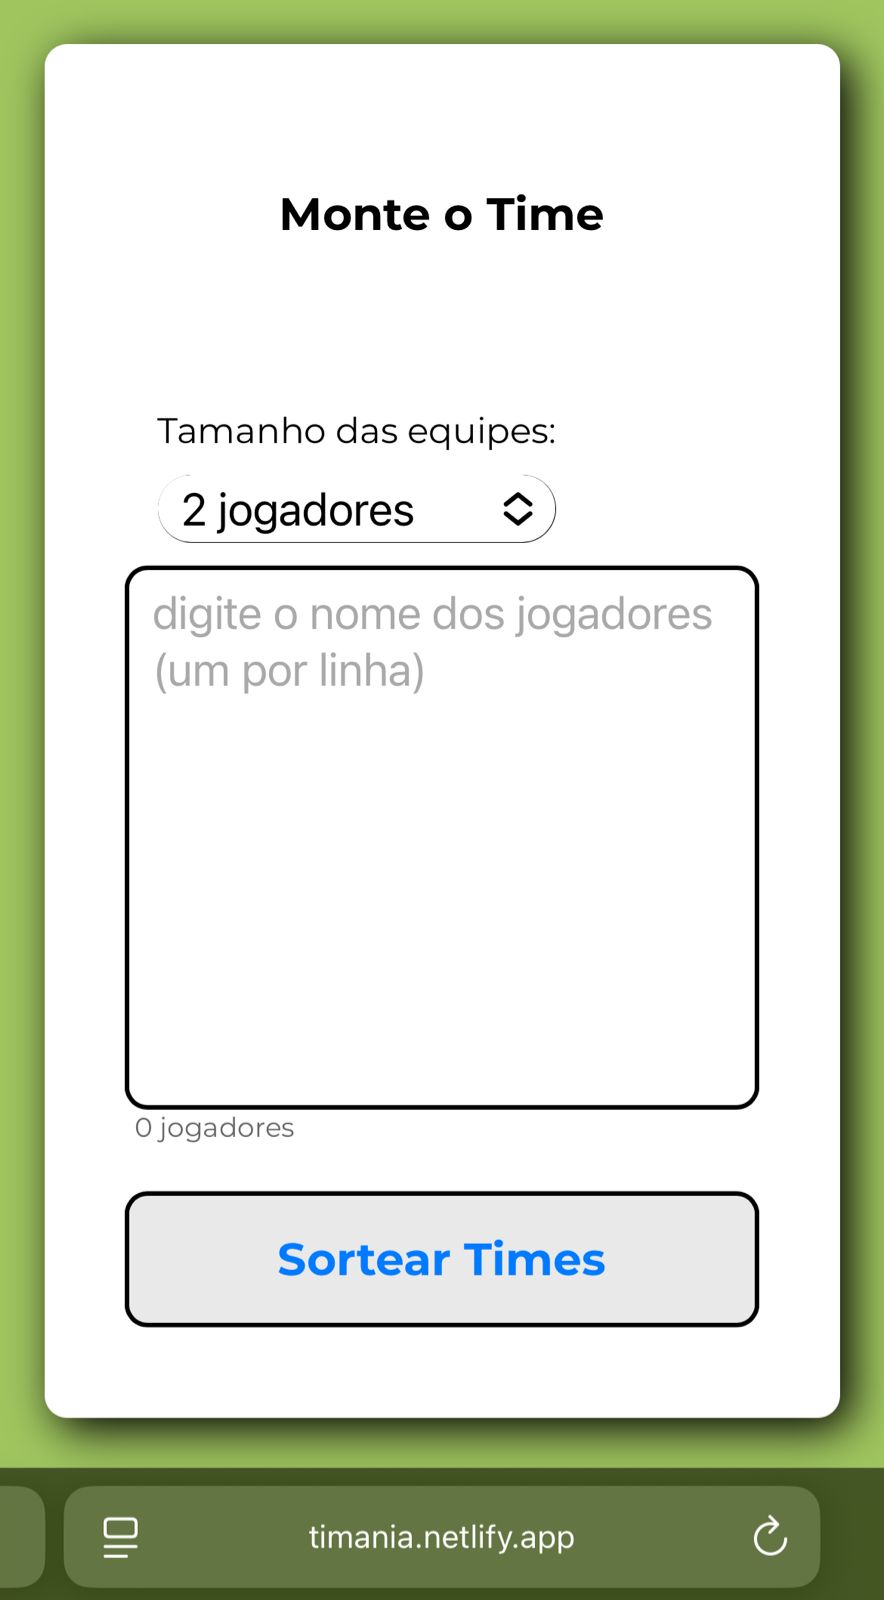 Monte o Time
Tamanho das equipes:
2 jogadores
digite o nome dos jogadores
(um por linha)
0 jogadores
Sortear Times
timania.netlify.app